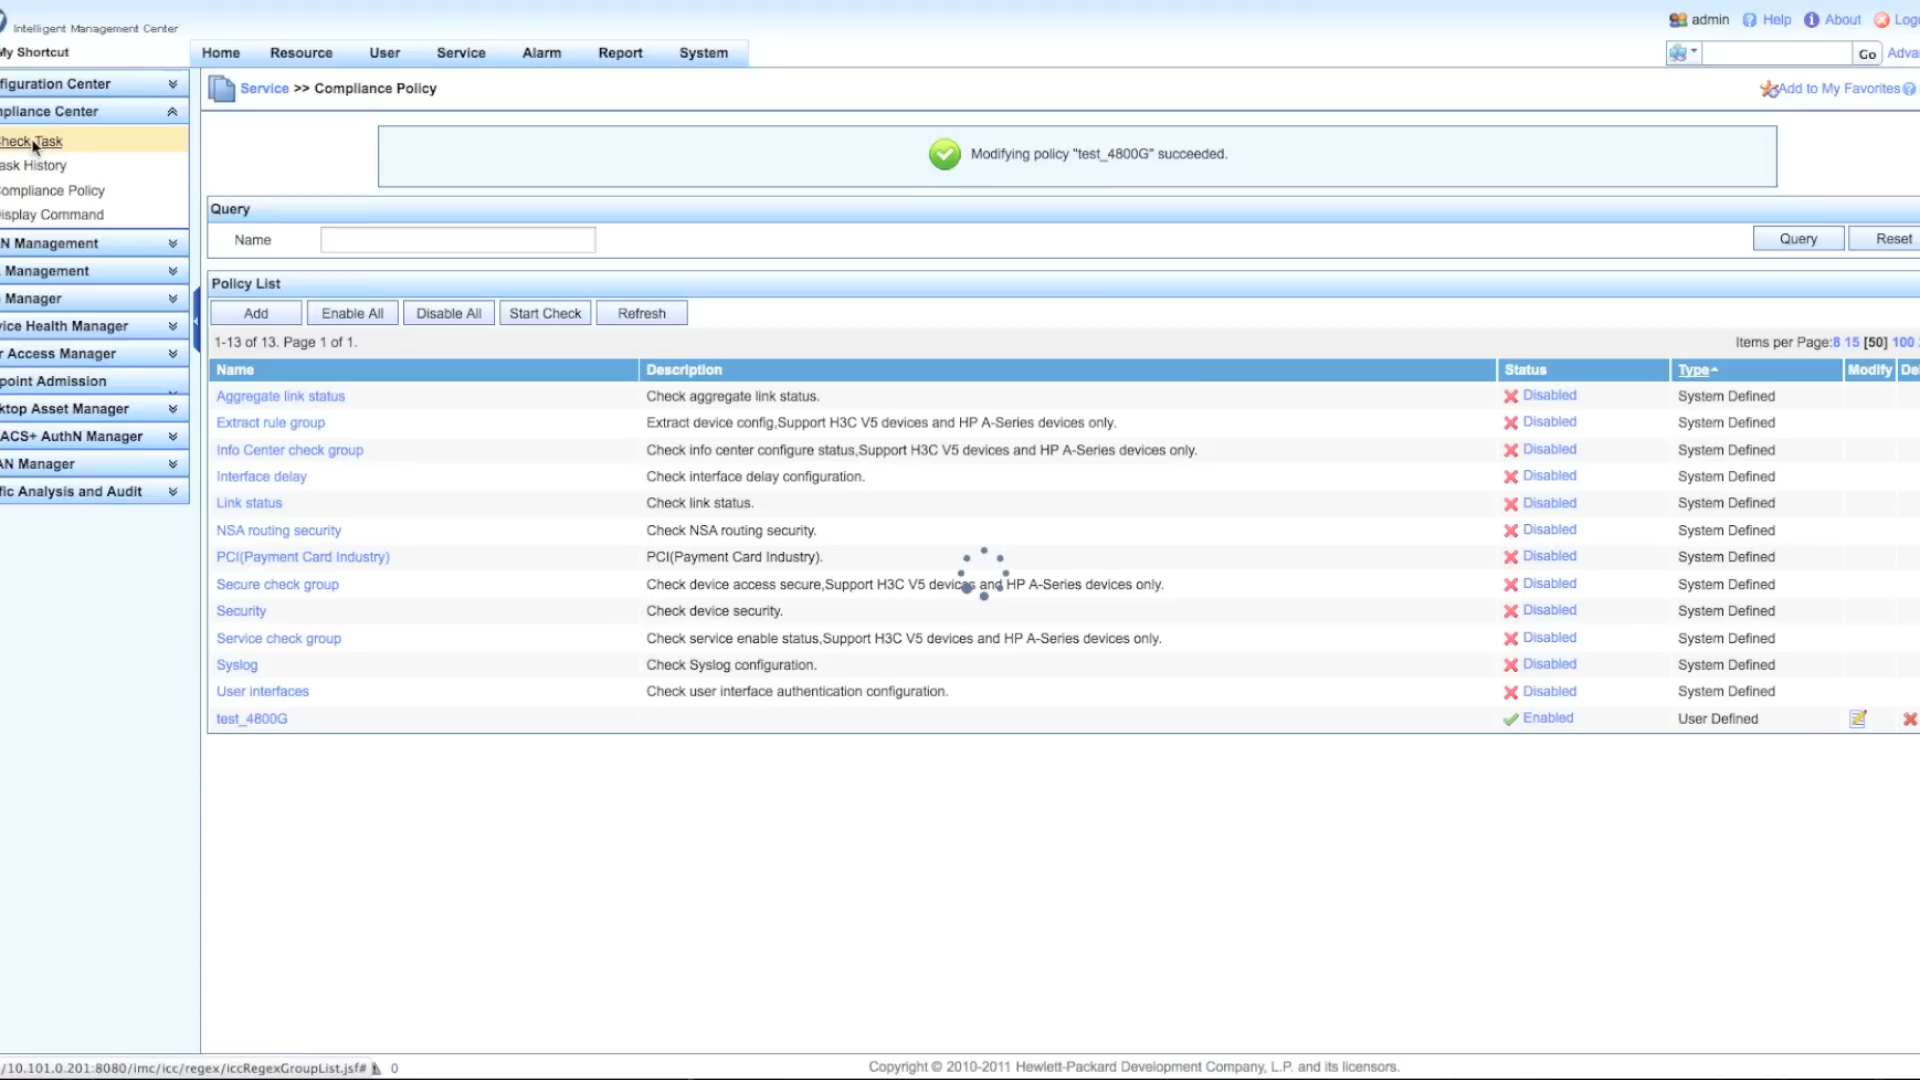 Intelligent Management Center
admin Help About Log
My Shortcut
Home Resource User Service Alarm Report System
Go Adva
figuration Center
Service >> Compliance Policy
Add to My Favorites
mpliance Center
heck Task
ask History
ompliance Policy
isplay Command
N Management
Management
Manager
vice Health Manager
r Access Manager
point Admission
ktop Asset Manager
ACS+ AuthN Manager
AN Manager
fic Analysis and Audit
Modifying policy "test_4800G" succeeded.
Query
Name
Query Reset
Policy List
Add Enable All Disable All Start Check Refresh
1-13 of 13. Page 1 of 1.
Items per Page:8 15 [50] 100
Name Description Status Type Modify De
Aggregate link status Check aggregate link status. Disabled System Defined
Extract rule group Extract device config,Support H3C V5 devices and HP A-Series devices only. Disabled System Defined
Info Center check group Check info center configure status,Support H3C V5 devices and HP A-Series devices only. Disabled System Defined
Interface delay Check interface delay configuration. Disabled System Defined
Link status Check link status. Disabled System Defined
NSA routing security Check NSA routing security. Disabled System Defined
PCI(Payment Card Industry) PCI(Payment Card Industry). Disabled System Defined
Secure check group Check device access secure,Support H3C V5 devices and HP A-Series devices only. Disabled System Defined
Security Check device security. Disabled System Defined
Service check group Check service enable status,Support H3C V5 devices and HP A-Series devices only. Disabled System Defined
Syslog Check Syslog configuration. Disabled System Defined
User interfaces Check user interface authentication configuration. Disabled System Defined
test_4800G Enabled User Defined
/10.101.0.201:8080/imc/icc/regex/iccRegexGroupList.jsf# 0
Copyright © 2010-2011 Hewlett-Packard Development Company, L.P. and its licensors.